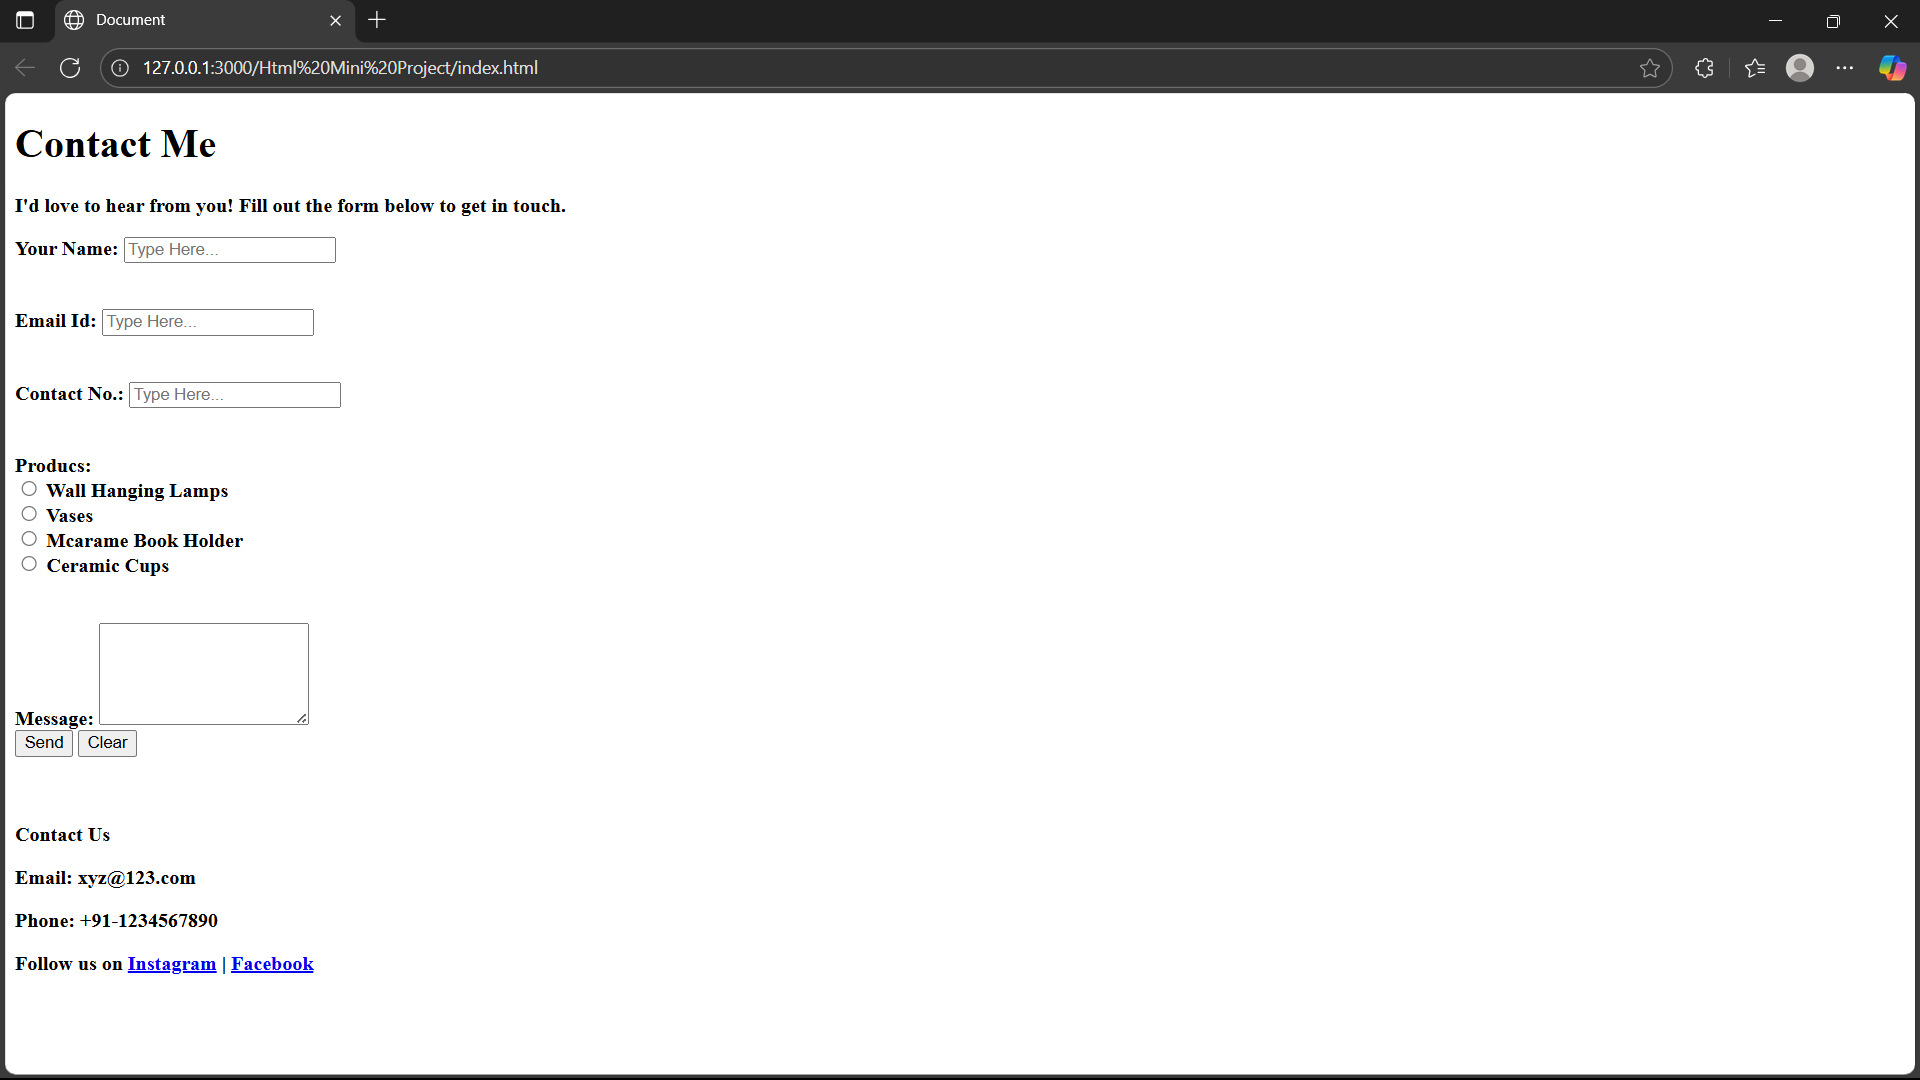 Document
127.0.0.1:3000/Html%20Mini%20Project/index.html
Contact Me
I'd love to hear from you! Fill out the form below to get in touch.
Your Name: Type Here...
Email Id: Type Here...
Contact No.: Type Here...
Producs:
Wall Hanging Lamps
Vases
Mcarame Book Holder
Ceramic Cups
Message:
Send Clear
Contact Us
Email: xyz@123.com
Phone: +91-1234567890
Follow us on Instagram | Facebook